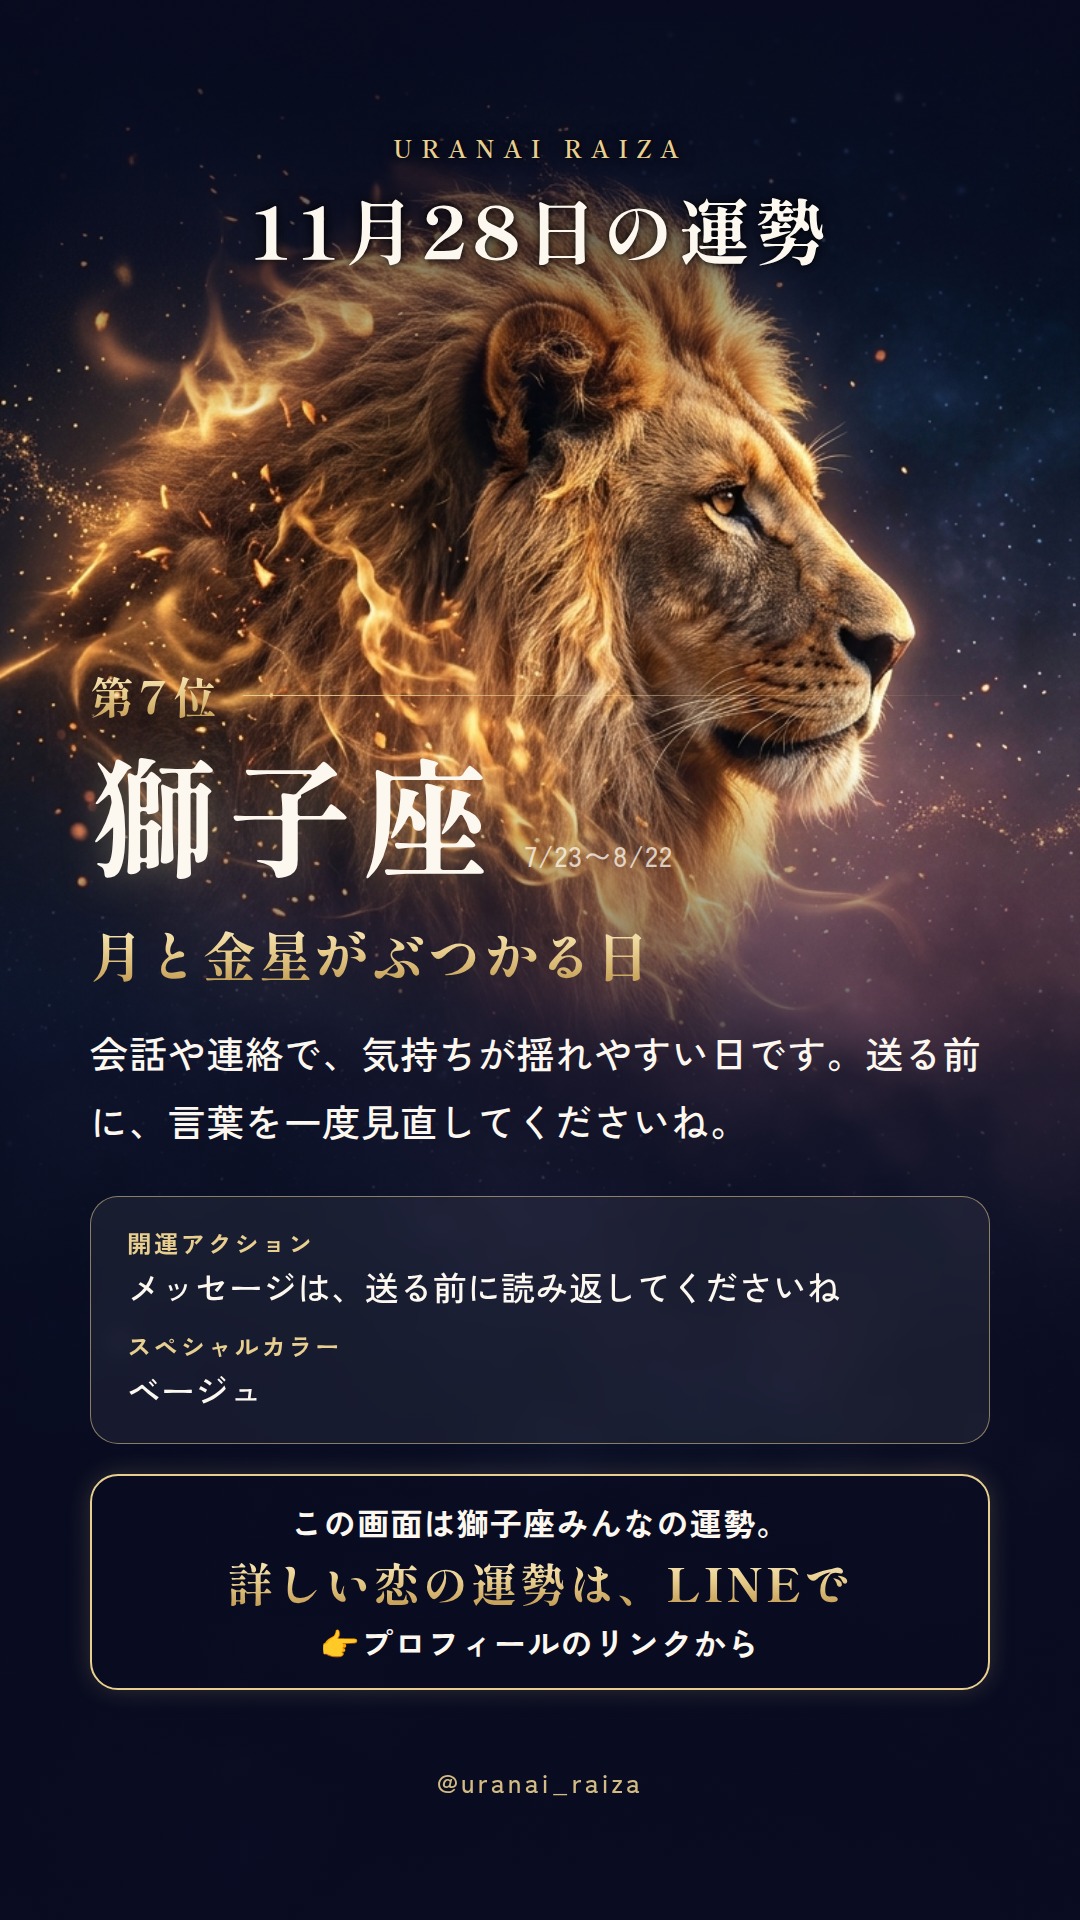 URANAI RAIZA
11月28日の運勢
第7位
獅子座 7/23〜8/22
月と金星がぶつかる日
会話や連絡で、気持ちが揺れやすい日です。送る前
に、言葉を一度見直してくださいね。
開運アクション
メッセージは、送る前に読み返してくださいね
スペシャルカラー
ベージュ
この画面は獅子座みんなの運勢。
詳しい恋の運勢は、LINEで
👉プロフィールのリンクから
@uranai_raiza